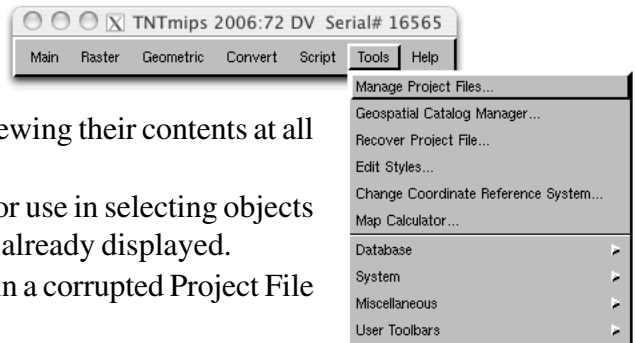 TNTmips 2006:72 DV Serial# 16565
Main Raster Geometric Convert Script Tools Help
Manage Project Files...
Geospatial Catalog Manager...
Recover Project File...
Edit Styles...
Change Coordinate Reference System...
Map Calculator...
Database
System
Miscellaneous
User Toolbars
ewing their contents at all
or use in selecting objects
already displayed.
in a corrupted Project File